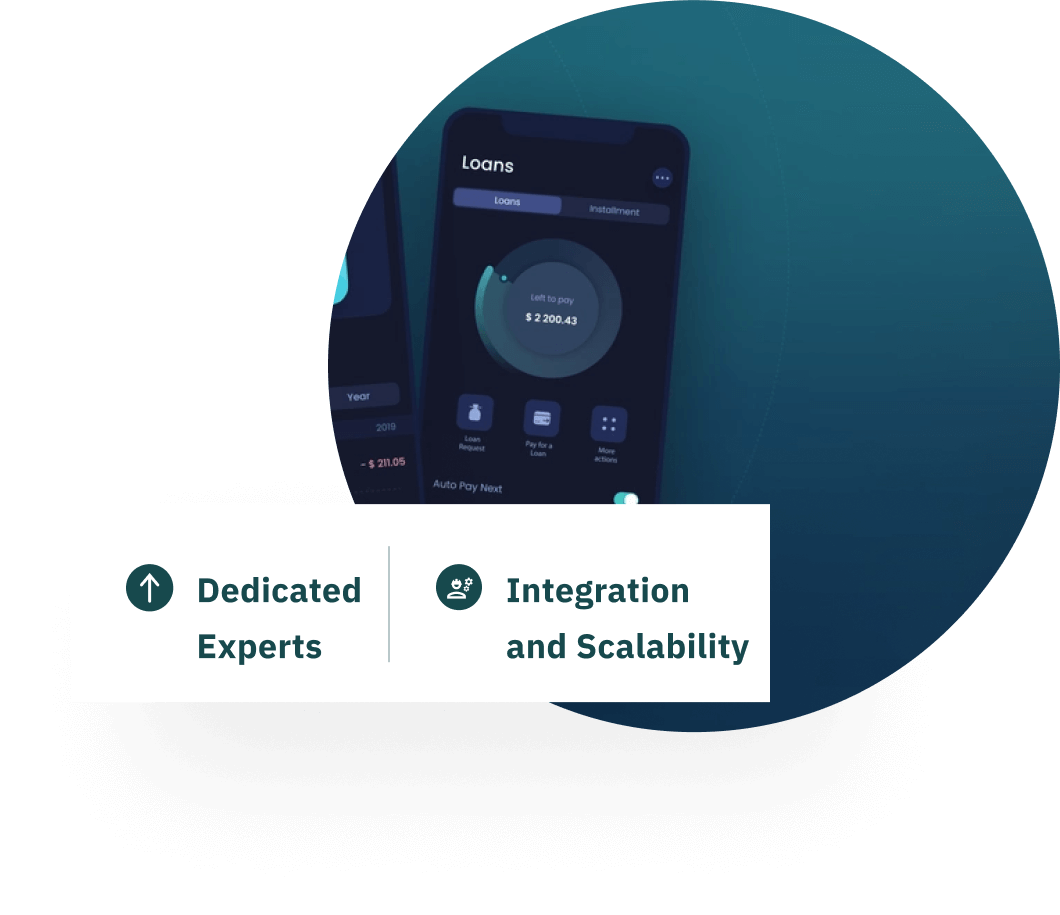 Loans
Loans
Installment
Left to pay
$ 2 200.43
Year
2019
- $ 211.05
Loan
Request
Pay for a
Loan
More
actions
Auto Pay Next
Dedicated
Experts
Integration
and Scalability